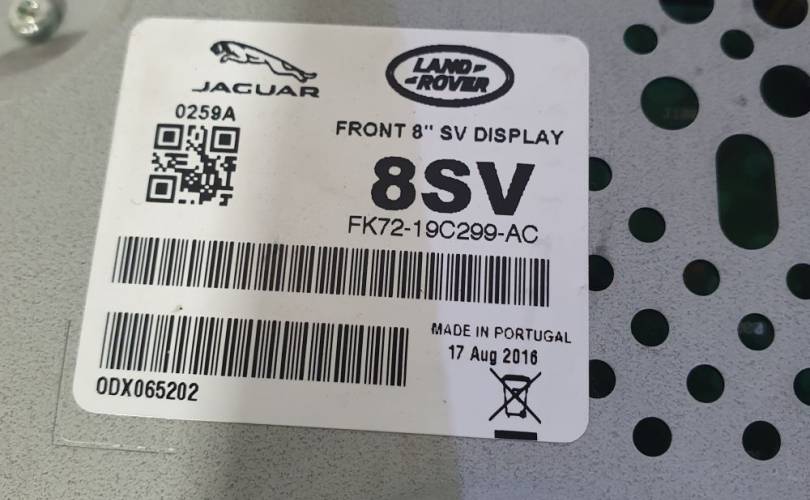 JAGUAR
LAND-
-ROVER
0259A
FRONT 8" SV DISPLAY
8SV
FK72-19C299-AC
MADE IN PORTUGAL
17 Aug 2016
ODX065202